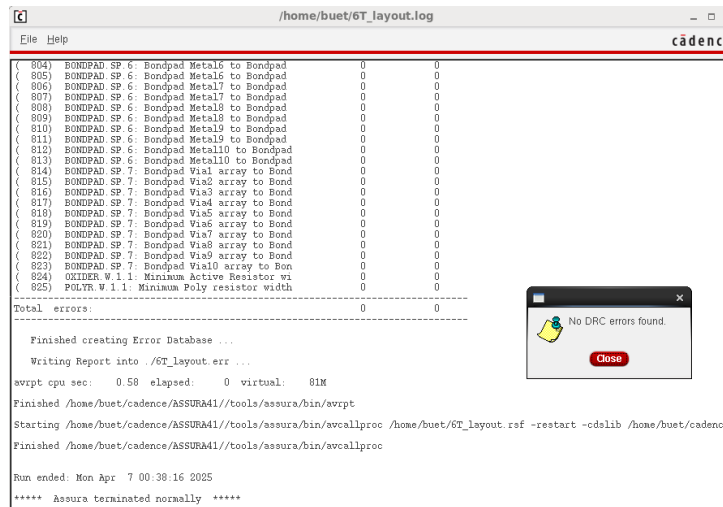 /home/buet/6T_layout.log
File Help
cādenc
( 804) BONDPAD.SP.6: Bondpad Metal6 to Bondpad 0 0
( 805) BONDPAD.SP.6: Bondpad Metal6 to Bondpad 0 0
( 806) BONDPAD.SP.6: Bondpad Metal7 to Bondpad 0 0
( 807) BONDPAD.SP.6: Bondpad Metal7 to Bondpad 0 0
( 808) BONDPAD.SP.6: Bondpad Metal8 to Bondpad 0 0
( 809) BONDPAD.SP.6: Bondpad Metal8 to Bondpad 0 0
( 810) BONDPAD.SP.6: Bondpad Metal9 to Bondpad 0 0
( 811) BONDPAD.SP.6: Bondpad Metal9 to Bondpad 0 0
( 812) BONDPAD.SP.6: Bondpad Metal10 to Bondpad 0 0
( 813) BONDPAD.SP.6: Bondpad Metal10 to Bondpad 0 0
( 814) BONDPAD.SP.7: Bondpad Via1 array to Bond 0 0
( 815) BONDPAD.SP.7: Bondpad Via2 array to Bond 0 0
( 816) BONDPAD.SP.7: Bondpad Via3 array to Bond 0 0
( 817) BONDPAD.SP.7: Bondpad Via4 array to Bond 0 0
( 818) BONDPAD.SP.7: Bondpad Via5 array to Bond 0 0
( 819) BONDPAD.SP.7: Bondpad Via6 array to Bond 0 0
( 820) BONDPAD.SP.7: Bondpad Via7 array to Bond 0 0
( 821) BONDPAD.SP.7: Bondpad Via8 array to Bond 0 0
( 822) BONDPAD.SP.7: Bondpad Via9 array to Bond 0 0
( 823) BONDPAD.SP.7: Bondpad Via10 array to Bon 0 0
( 824) OXIDER.W.1.1: Minimum Active Resistor wi 0 0
( 825) POLYR.W.1.1: Minimum Poly resistor width 0 0
Total errors: 0 0
Finished creating Error Database ...
Writing Report into ./6T_layout.err ...
avrpt cpu sec: 0.58 elapsed: 0 virtual: 81M
Finished /home/buet/cadence/ASSURA41//tools/assura/bin/avrpt
Starting /home/buet/cadence/ASSURA41//tools/assura/bin/avcallproc /home/buet/6T_layout.rsf -restart -cdslib /home/buet/cadenc
Finished /home/buet/cadence/ASSURA41//tools/assura/bin/avcallproc
Run ended: Mon Apr 7 00:38:16 2025
***** Assura terminated normally *****
No DRC errors found.
Close